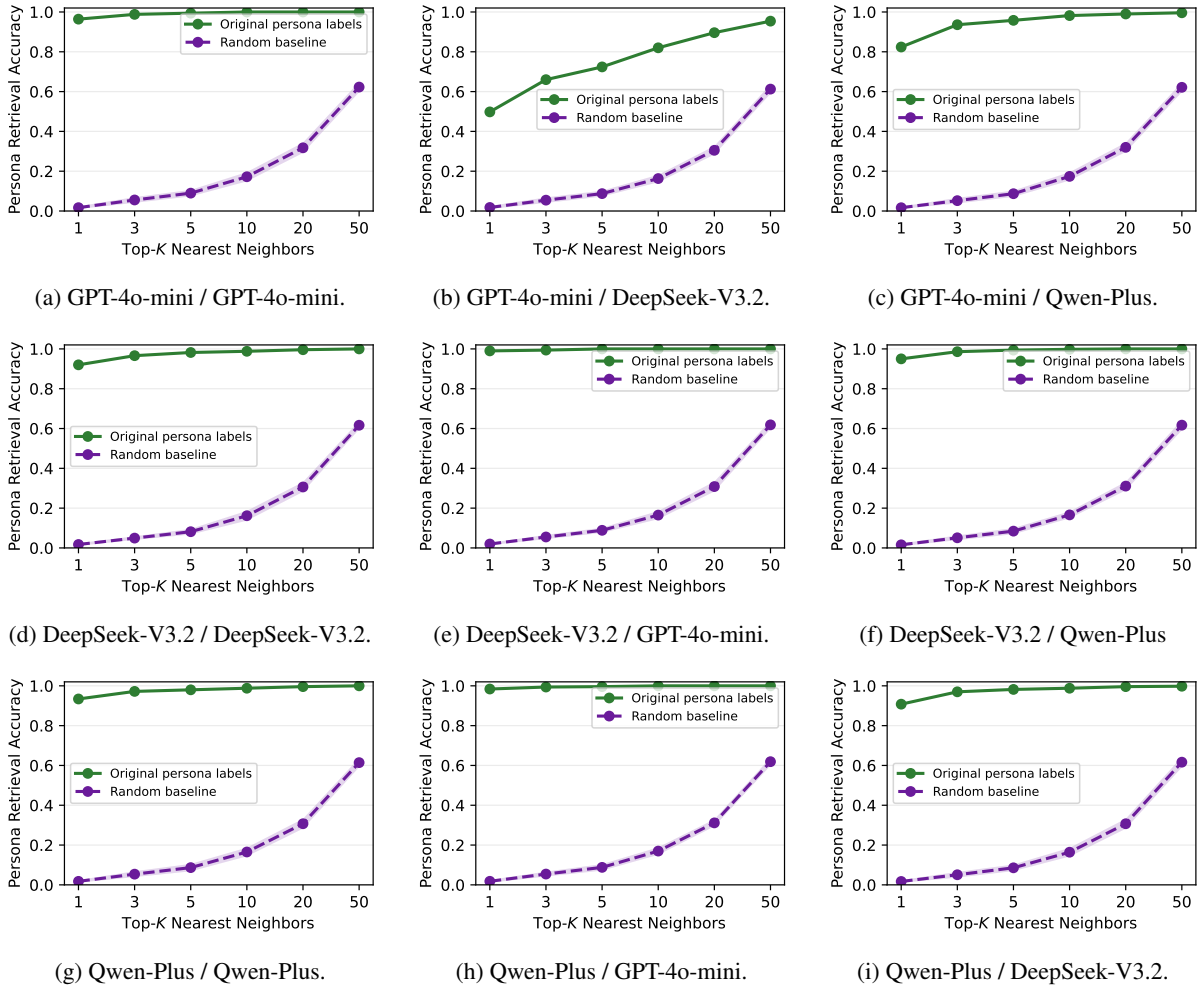 Persona Retrieval Accuracy
1.0
0.8
0.6
0.4
0.2
0.0
Original persona labels
Random baseline
1 3 5 10 20 50
Top-K Nearest Neighbors
(a) GPT-4o-mini / GPT-4o-mini.
Persona Retrieval Accuracy
1.0
0.8
0.6
0.4
0.2
0.0
Original persona labels
Random baseline
1 3 5 10 20 50
Top-K Nearest Neighbors
(b) GPT-4o-mini / DeepSeek-V3.2.
Persona Retrieval Accuracy
1.0
0.8
0.6
0.4
0.2
0.0
Original persona labels
Random baseline
1 3 5 10 20 50
Top-K Nearest Neighbors
(c) GPT-4o-mini / Qwen-Plus.
Persona Retrieval Accuracy
1.0
0.8
0.6
0.4
0.2
0.0
Original persona labels
Random baseline
1 3 5 10 20 50
Top-K Nearest Neighbors
(d) DeepSeek-V3.2 / DeepSeek-V3.2.
Persona Retrieval Accuracy
1.0
0.8
0.6
0.4
0.2
0.0
Original persona labels
Random baseline
1 3 5 10 20 50
Top-K Nearest Neighbors
(e) DeepSeek-V3.2 / GPT-4o-mini.
Persona Retrieval Accuracy
1.0
0.8
0.6
0.4
0.2
0.0
Original persona labels
Random baseline
1 3 5 10 20 50
Top-K Nearest Neighbors
(f) DeepSeek-V3.2 / Qwen-Plus
Persona Retrieval Accuracy
1.0
0.8
0.6
0.4
0.2
0.0
Original persona labels
Random baseline
1 3 5 10 20 50
Top-K Nearest Neighbors
(g) Qwen-Plus / Qwen-Plus.
Persona Retrieval Accuracy
1.0
0.8
0.6
0.4
0.2
0.0
Original persona labels
Random baseline
1 3 5 10 20 50
Top-K Nearest Neighbors
(h) Qwen-Plus / GPT-4o-mini.
Persona Retrieval Accuracy
1.0
0.8
0.6
0.4
0.2
0.0
Original persona labels
Random baseline
1 3 5 10 20 50
Top-K Nearest Neighbors
(i) Qwen-Plus / DeepSeek-V3.2.